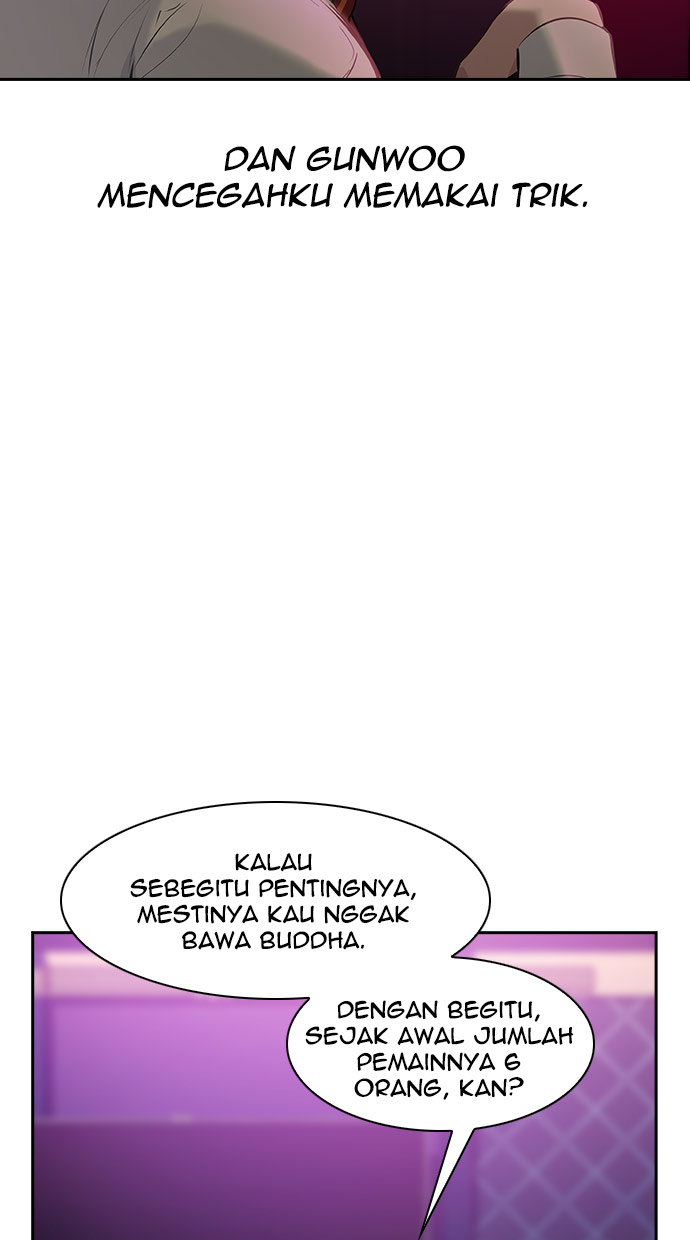 DAN GUNWOO
MENCEGAHKU MEMAKAI TRIK.
KALAU
SEBEGITU PENTINGNYA,
MESTINYA KAU NGGAK
BAWA BUDDHA.
DENGAN BEGITU,
SEJAK AWAL JUMLAH
PEMAINNYA 6
ORANG, KAN?